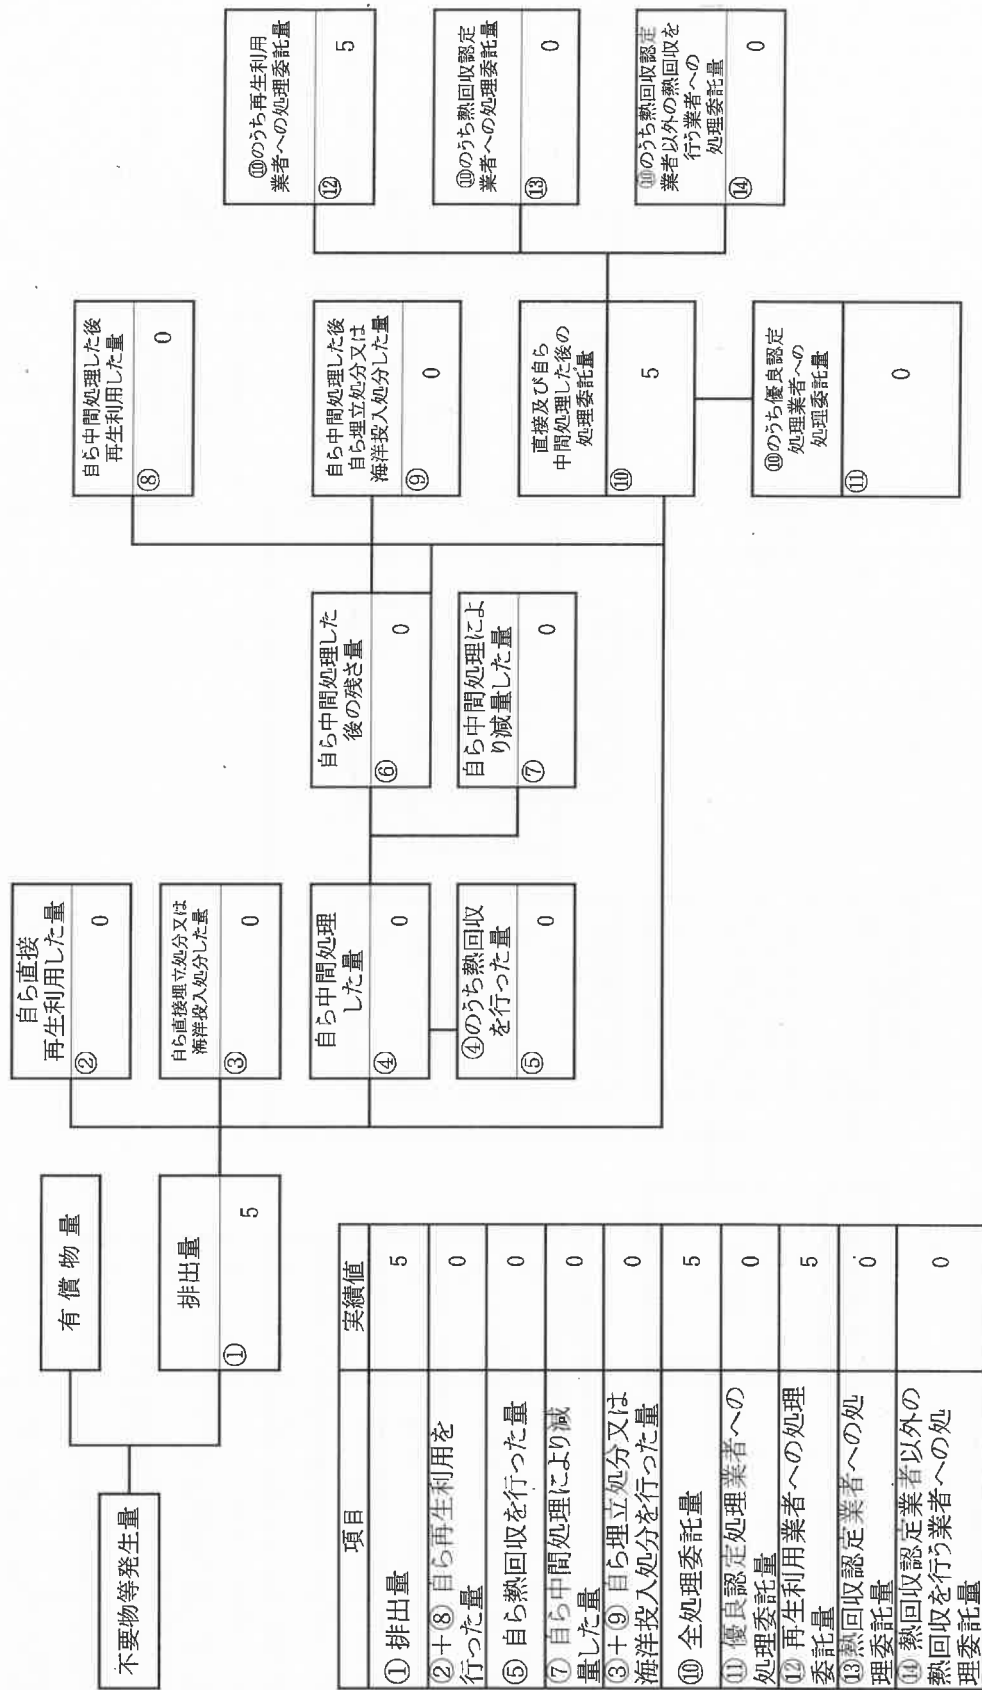 不要物等発生量
有償物量
排出量
①
5
自ら直接
再生利用した量
②
0
自ら直接埋立処分又は
海洋投入処分した量
③
0
自ら中間処理
した量
④
0
④のうち熱回収
を行った量
⑤
0
自ら中間処理した
後の残さ量
⑥
0
自ら中間処理によ
り減量した量
⑦
0
自ら中間処理した後
再生利用した量
⑧
0
自ら中間処理した後
自ら埋立処分又は
海洋投入処分した量
⑨
0
直接及び自ら
中間処理した後の
処理委託量
⑩
5
⑩のうち優良認定
処理業者への
処理委託量
⑪
0
⑩のうち再生利用
業者への処理委託量
⑫
5
⑩のうち熱回収認定
業者への処理委託量
⑬
0
⑩のうち熱回収認定
業者以外の熱回収を
行う業者への
処理委託量
⑭
0
項目 実績値
①排出量 5
②+⑧ 自ら再生利用を
行った量 0
⑤ 自ら熱回収を行った量 0
⑦ 自ら中間処理により減
量した量 0
③+⑨ 自ら埋立処分又は
海洋投入処分を行った量 0
⑩ 全処理委託量 5
⑪ 優良認定処理業者への
処理委託量 0
⑫ 再生利用業者への処理
委託量 5
⑬熱回収認定業者への処
理委託量 0
⑭ 熱回収認定業者以外の
熱回収を行う業者への処
理委託量 0